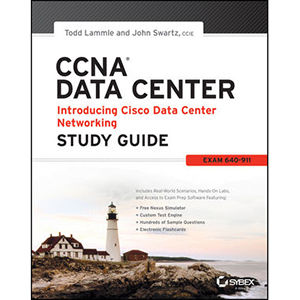 Todd Lammle and John Swartz, CCIE
CCNA® DATA CENTER
Introducing Cisco Data Center
Networking
STUDY GUIDE
EXAM 640-911
Includes Real-World Scenarios, Hands-On Labs,
and Access to Exam Prep Software Featuring:
+ Free Nexus Simulator
+ Custom Test Engine
+ Hundreds of Sample Questions
+ Electronic Flashcards
SYBEX